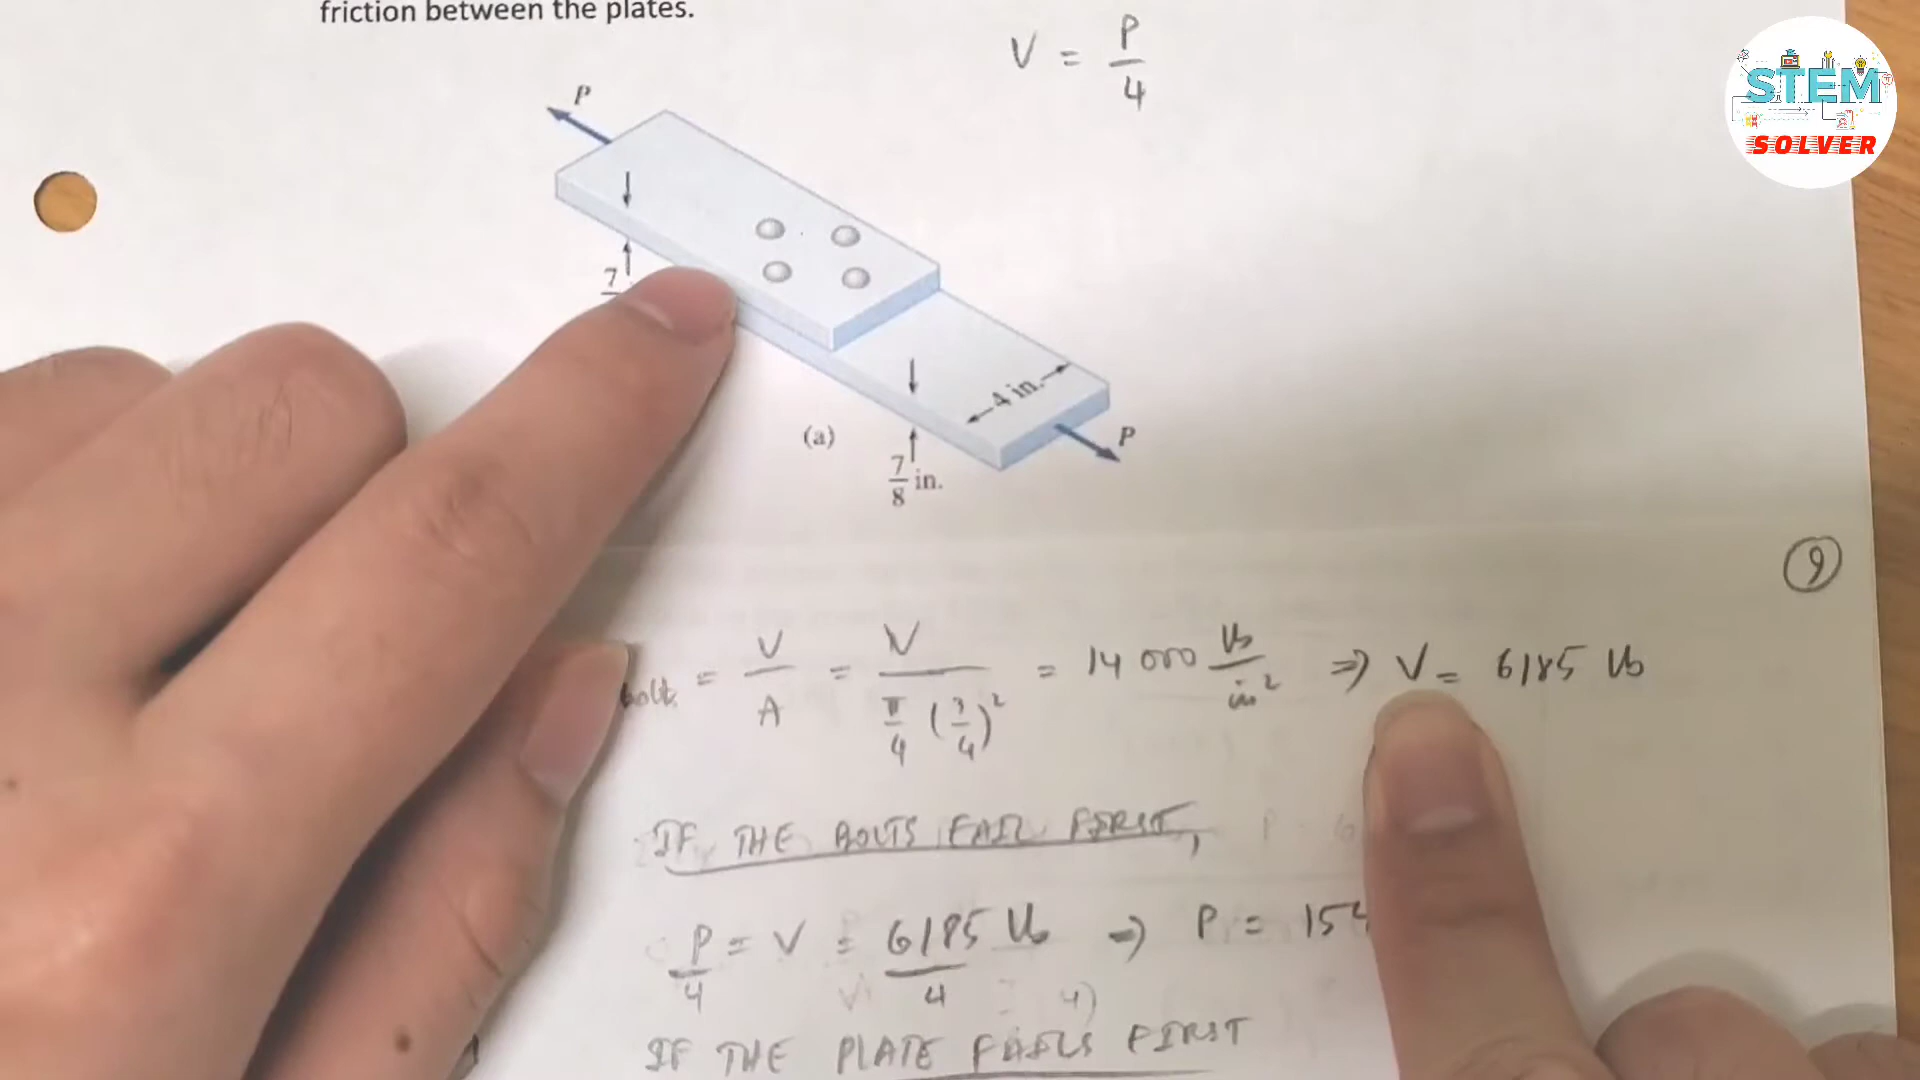 friction between the plates.
V = P/4
STEM
SOLVER
P
7
4 in.
(a)
P
7/8 in.
9
bolt = V/A = V/(π/4 (3/4)²) = 14 000 lb/in² ⇒ V = 6185 lb
IF THE BOLTS FAIL FIRST,
P/4 = V = 6185 lb/4 ⇒ P = 154
IF THE PLATE FAILS FIRST